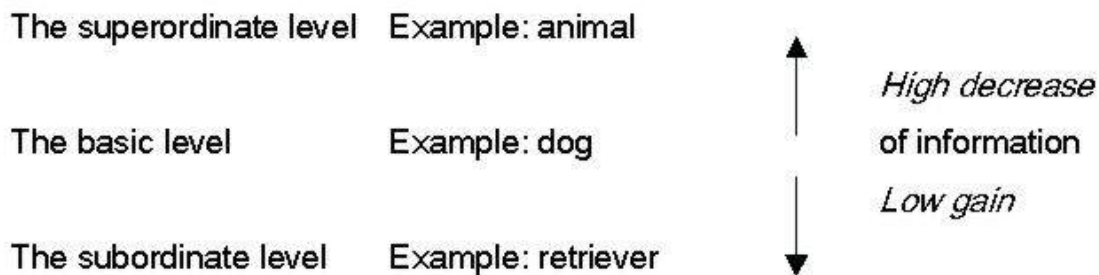 The superordinate level Example: animal
High decrease
The basic level Example: dog of information
Low gain
The subordinate level Example: retriever